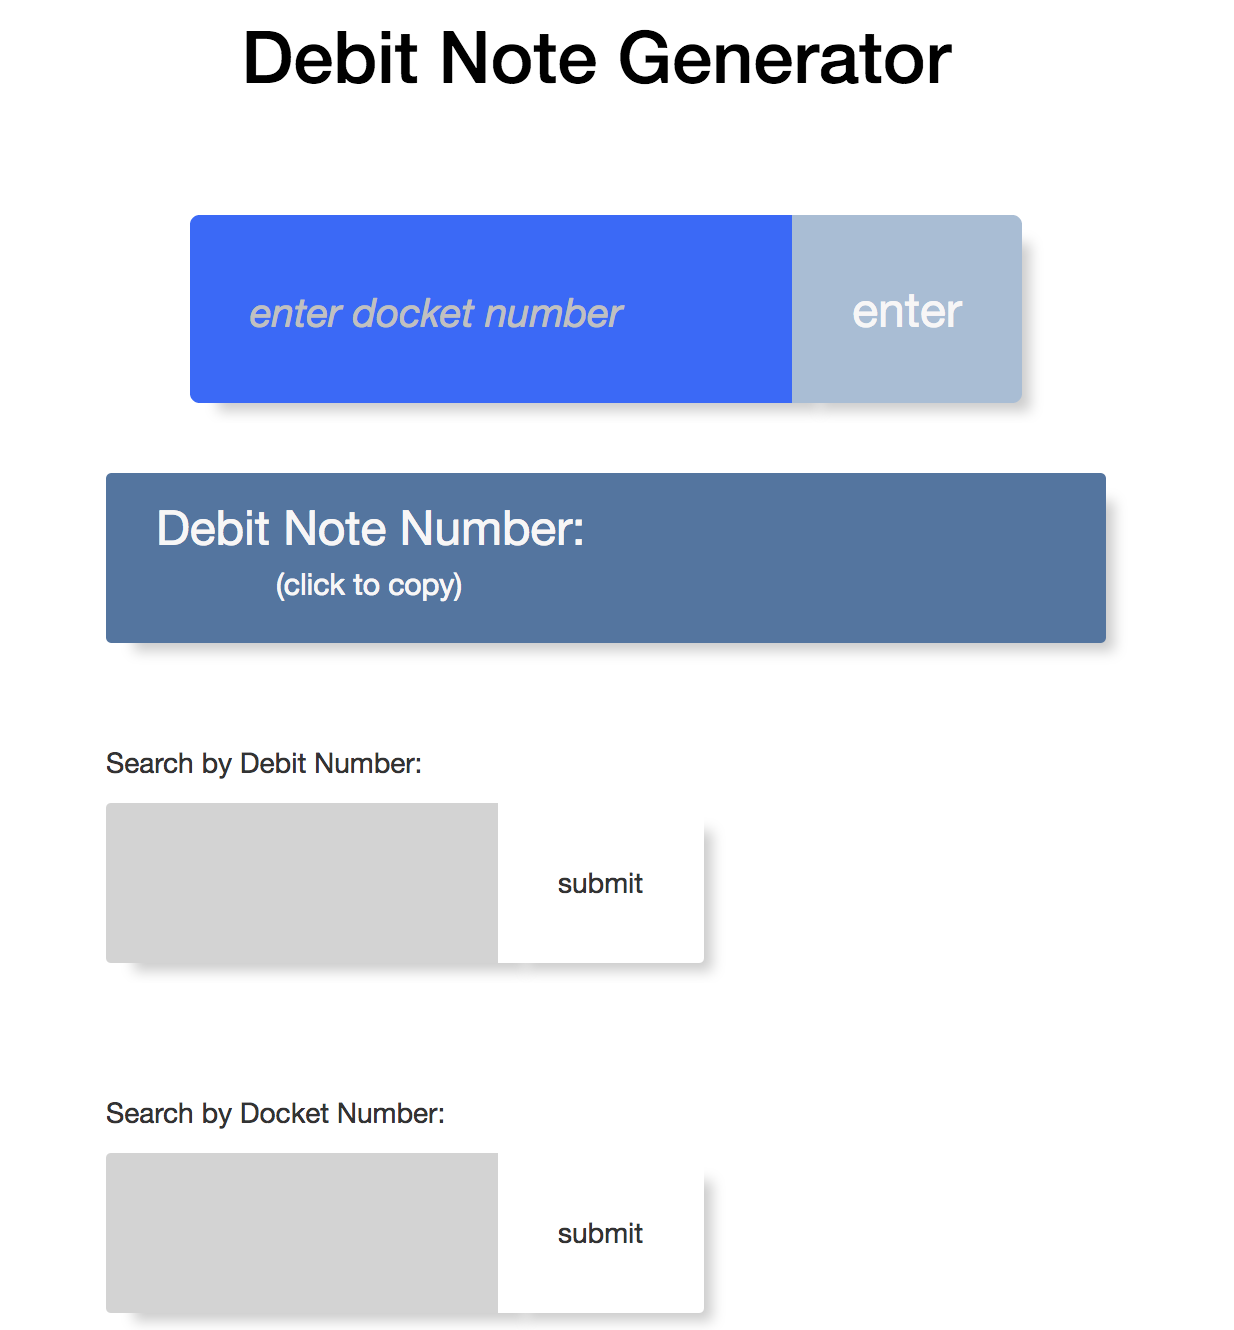 Debit Note Generator
enter docket number
enter
Debit Note Number:
(click to copy)
Search by Debit Number:
submit
Search by Docket Number:
submit